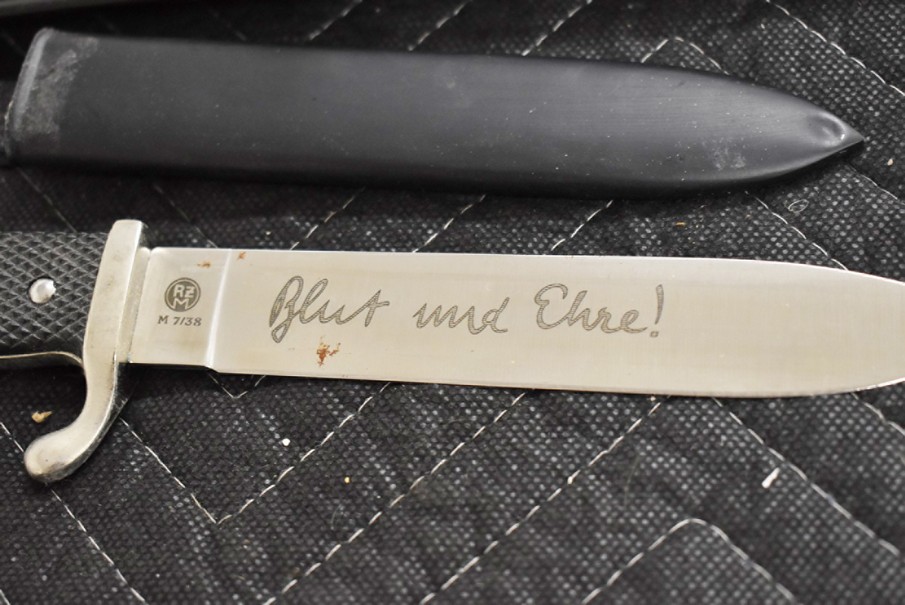 RZM
M 7/38
Blut und Ehre!